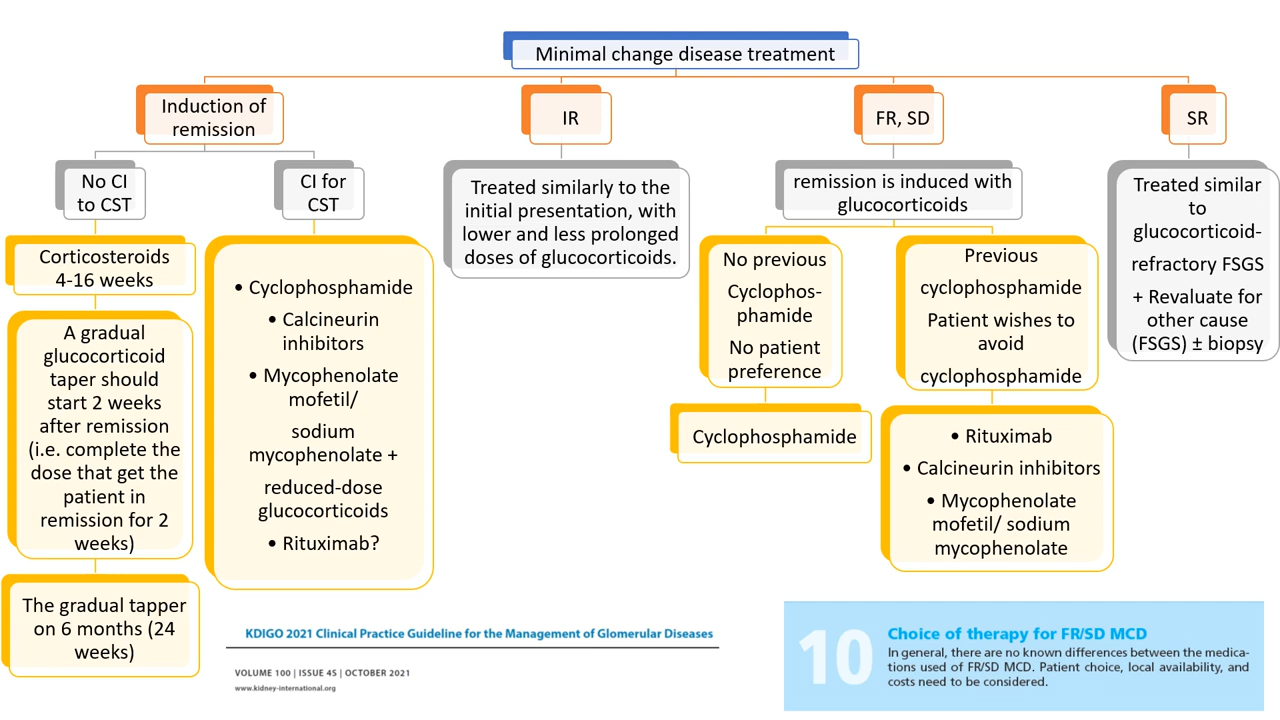 Minimal change disease treatment
Induction of
remission
IR
FR, SD
SR
No CI
to CST
CI for
CST
Treated similarly to the
initial presentation, with
lower and less prolonged
doses of glucocorticoids.
remission is induced with
glucocorticoids
Treated similar
to
glucocorticoid-
refractory FSGS
+ Revaluate for
other cause
(FSGS) ± biopsy
Corticosteroids
4-16 weeks
A gradual
glucocorticoid
taper should
start 2 weeks
after remission
(i.e. complete the
dose that get the
patient in
remission for 2
weeks)
The gradual tapper
on 6 months (24
weeks)
• Cyclophosphamide
• Calcineurin
inhibitors
• Mycophenolate
mofetil/
sodium
mycophenolate +
reduced-dose
glucocorticoids
• Rituximab?
No previous
Cyclophos-
phamide
No patient
preference
Cyclophosphamide
Previous
cyclophosphamide
Patient wishes to
avoid
cyclophosphamide
• Rituximab
• Calcineurin inhibitors
• Mycophenolate
mofetil/ sodium
mycophenolate
KDIGO 2021 Clinical Practice Guideline for the Management of Glomerular Diseases
VOLUME 100 | ISSUE 4S | OCTOBER 2021
www.kidney-international.org
10
Choice of therapy for FR/SD MCD
In general, there are no known differences between the medica-
tions used of FR/SD MCD. Patient choice, local availability, and
costs need to be considered.